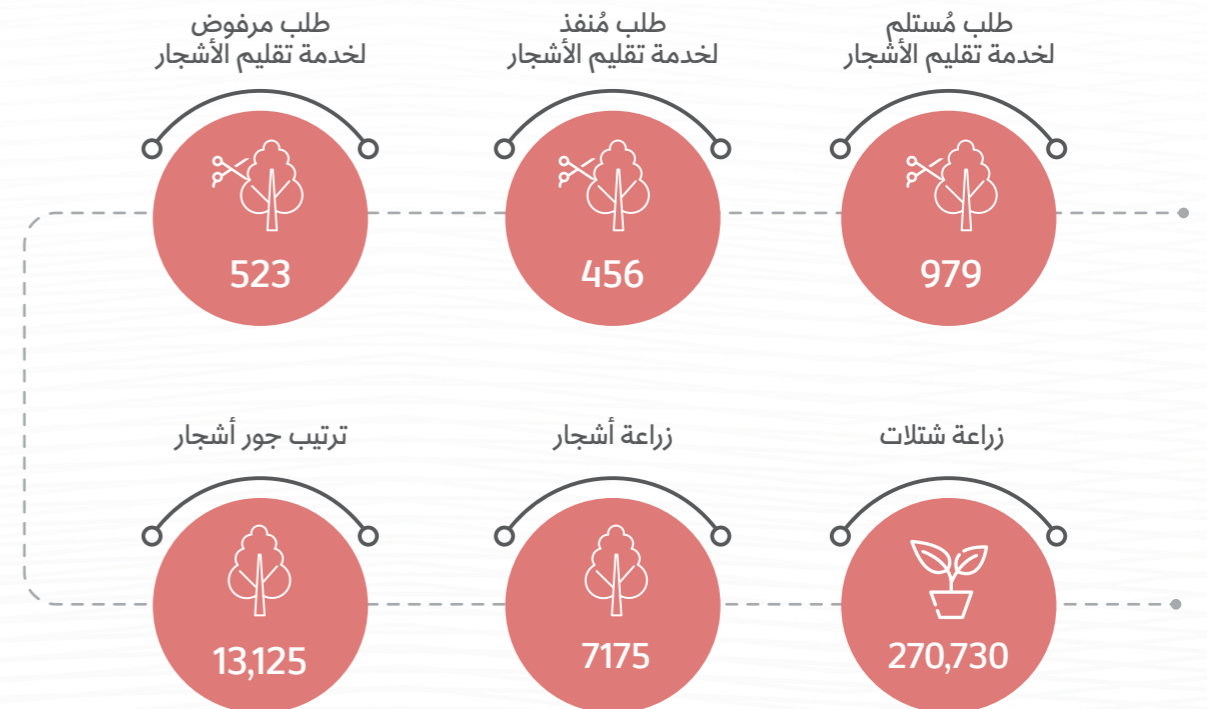 طلب مُستلم
لخدمة تقليم الأشجار
979
طلب مُنفذ
لخدمة تقليم الأشجار
456
طلب مرفوض
لخدمة تقليم الأشجار
523
زراعة شتلات
270,730
زراعة أشجار
7175
ترتيب جور أشجار
13,125